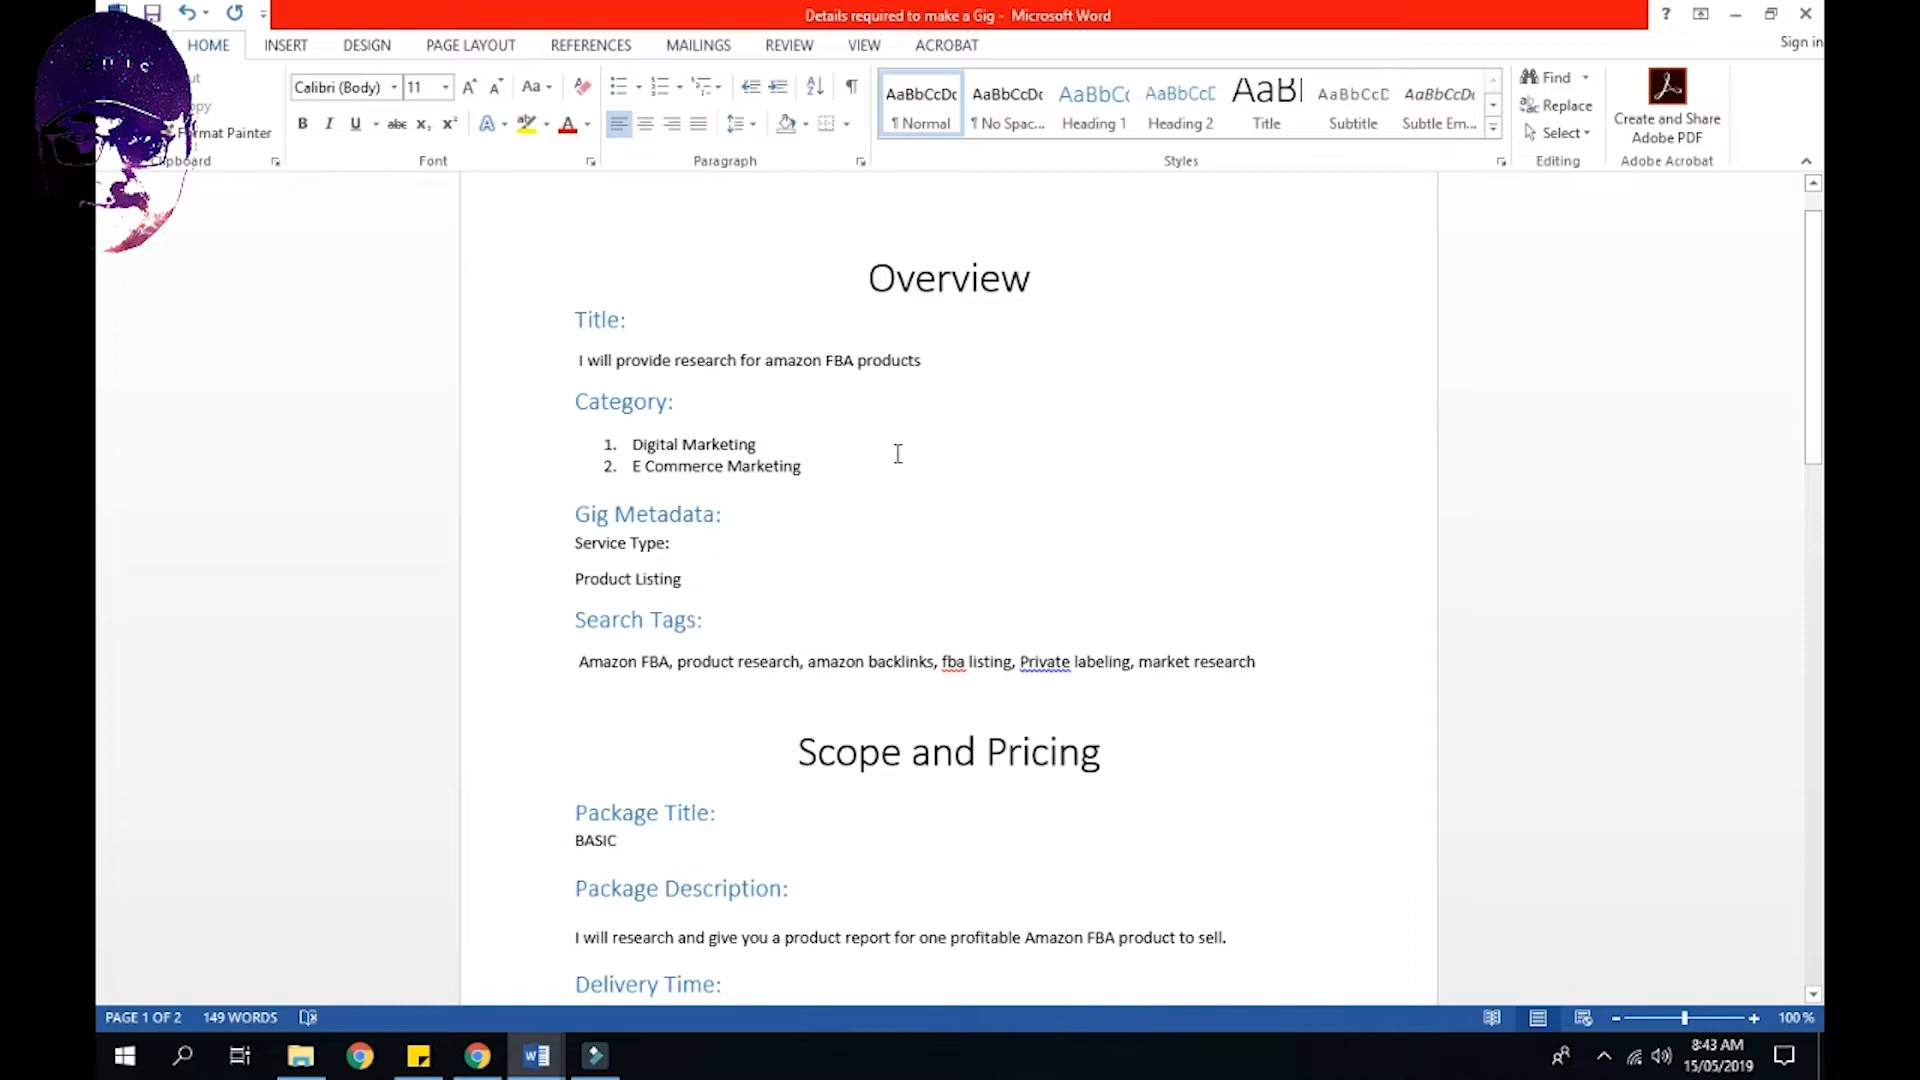 Details required to make a Gig - Microsoft Word
?
Sign in
HOME INSERT DESIGN PAGE LAYOUT REFERENCES MAILINGS REVIEW VIEW ACROBAT
Format Painter
Calibri (Body) 11
Aa
B I U abc X₂ X² A
Font
Paragraph
AaBbCcDc AaBbCcDc AaBbCc AaBbCcD AaBl AaBbCcD AaBbCcDc
¶ Normal ¶ No Spac... Heading 1 Heading 2 Title Subtitle Subtle Em...
Styles
Find
Replace
Select
Editing
Create and Share
Adobe PDF
Adobe Acrobat
Overview
Title:
I will provide research for amazon FBA products
Category:
1. Digital Marketing
2. E Commerce Marketing
Gig Metadata:
Service Type:
Product Listing
Search Tags:
Amazon FBA, product research, amazon backlinks, fba listing, Private labeling, market research
Scope and Pricing
Package Title:
BASIC
Package Description:
I will research and give you a product report for one profitable Amazon FBA product to sell.
Delivery Time:
PAGE 1 OF 2 149 WORDS
100 %
8:43 AM
15/05/2019